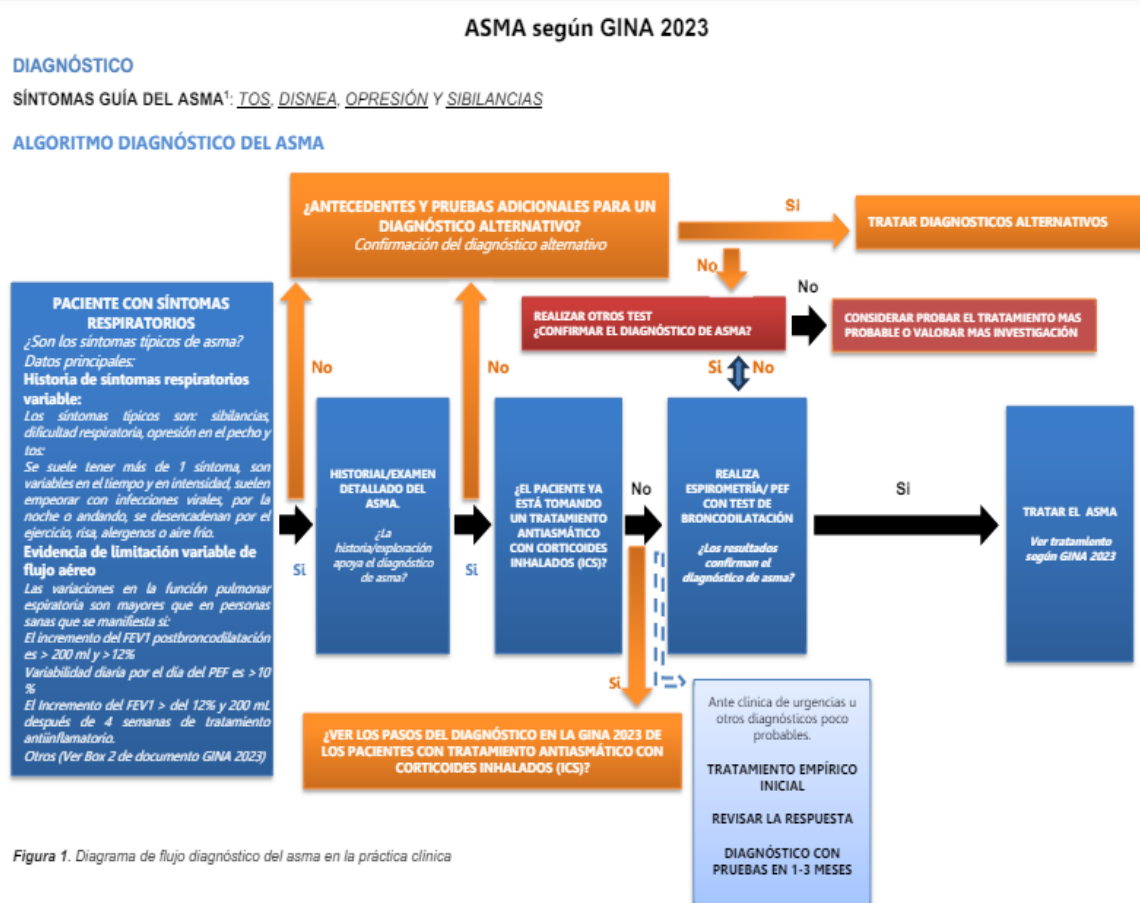 ASMA según GINA 2023
DIAGNÓSTICO
SÍNTOMAS GUÍA DEL ASMA¹: TOS, DISNEA, OPRESIÓN Y SIBILANCIAS
ALGORITMO DIAGNÓSTICO DEL ASMA
¿ANTECEDENTES Y PRUEBAS ADICIONALES PARA UN
DIAGNÓSTICO ALTERNATIVO?
Confirmación del diagnóstico alternativo
Si
TRATAR DIAGNOSTICOS ALTERNATIVOS
No
REALIZAR OTROS TEST
¿CONFIRMAR EL DIAGNÓSTICO DE ASMA?
No
CONSIDERAR PROBAR EL TRATAMIENTO MAS
PROBABLE O VALORAR MAS INVESTIGACIÓN
Si No
PACIENTE CON SÍNTOMAS
RESPIRATORIOS
¿Son los síntomas típicos de asma?
Datos principales:
Historia de síntomas respiratorios
variable:
Los síntomas típicos son: sibilancias,
dificultad respiratoria, opresión en el pecho y
tos:
Se suele tener más de 1 síntoma, son
variables en el tiempo y en intensidad, suelen
empeorar con infecciones virales, por la
noche o andando, se desencadenan por el
ejercicio, risa, alergenos o aire frio.
Evidencia de limitación variable de
flujo aéreo
Las variaciones en la función pulmonar
espiratoria son mayores que en personas
sanas que se manifiesta si:
El incremento del FEV1 postbroncodilatación
es > 200 ml y >12%
Variabilidad diaria por el día del PEF es >10
%
El Incremento del FEV1 > del 12% y 200 mL
después de 4 semanas de tratamiento
antiinflamatorio.
Otros (Ver Box 2 de documento GINA 2023)
No
Si
HISTORIAL/EXAMEN
DETALLADO DEL
ASMA.
¿La
historia/exploración
apoya el diagnóstico
de asma?
No
Si
¿EL PACIENTE YA
ESTÁ TOMANDO
UN TRATAMIENTO
ANTIASMÁTICO
CON CORTICOIDES
INHALADOS (ICS)?
No
Si
REALIZA
ESPIROMETRÍA/ PEF
CON TEST DE
BRONCODILATACIÓN
¿Los resultados
confirman el
diagnóstico de asma?
Si
TRATAR EL ASMA
Ver tratamiento
según GINA 2023
¿VER LOS PASOS DEL DIAGNÓSTICO EN LA GINA 2023 DE
LOS PACIENTES CON TRATAMIENTO ANTIASMÁTICO CON
CORTICOIDES INHALADOS (ICS)?
Ante clínica de urgencias u
otros diagnósticos poco
probables.
TRATAMIENTO EMPÍRICO
INICIAL
REVISAR LA RESPUESTA
DIAGNÓSTICO CON
PRUEBAS EN 1-3 MESES
Figura 1. Diagrama de flujo diagnóstico del asma en la práctica clínica